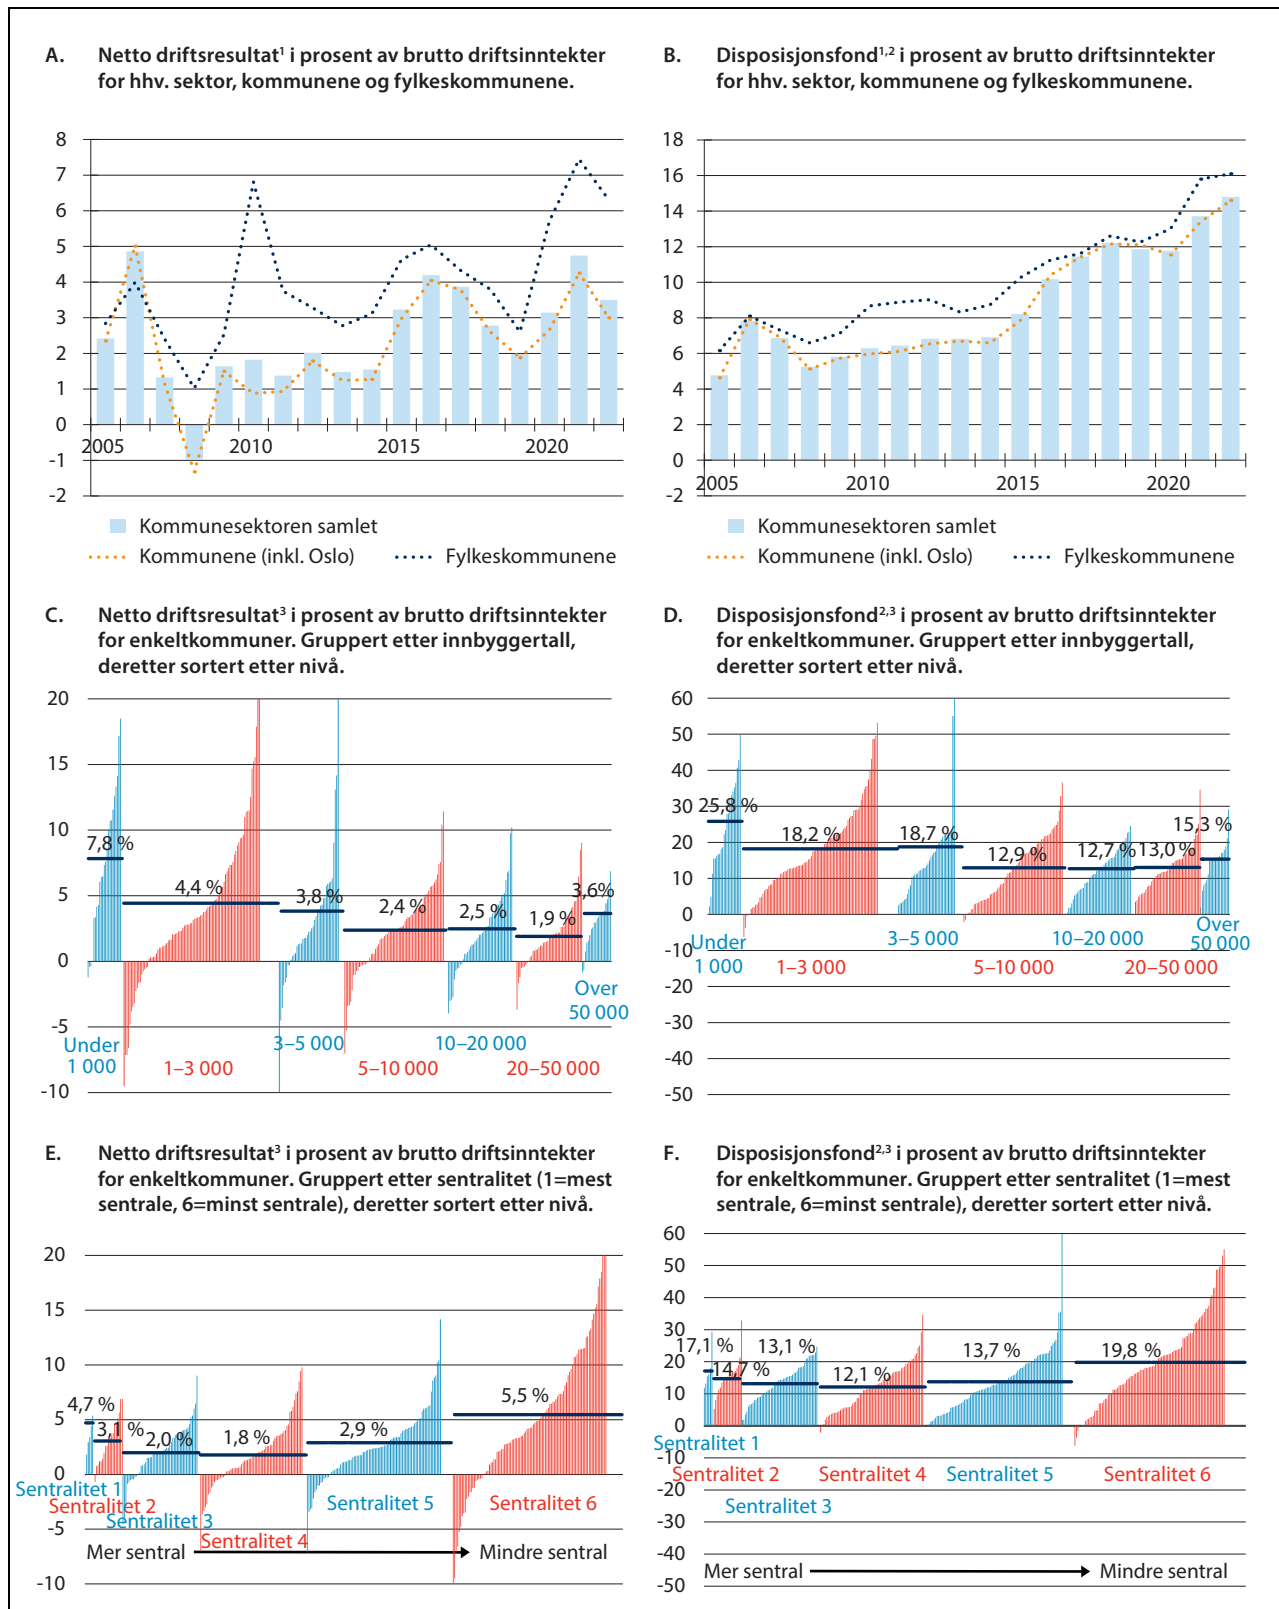 A. Netto driftsresultat¹ i prosent av brutto driftsinntekter
for hhv. sektor, kommunene og fylkeskommunene.
8
7
6
5
4
3
2
1
0
-1
-2
2005
2010
2015
2020
Kommunesektoren samlet
Kommunene (inkl. Oslo)
Fylkeskommunene
B. Disposisjonsfond¹,² i prosent av brutto driftsinntekter
for hhv. sektor, kommunene og fylkeskommunene.
18
16
14
12
10
8
6
4
2
0
-2
2005
2010
2015
2020
Kommunesektoren samlet
Kommunene (inkl. Oslo)
Fylkeskommunene
C. Netto driftsresultat³ i prosent av brutto driftsinntekter
for enkeltkommuner. Gruppert etter innbyggertall,
deretter sortert etter nivå.
20
15
10
5
0
-5
-10
7,8 %
4,4 %
3,8 %
2,4 %
2,5 %
1,9 %
3,6%
Under
1 000
1–3 000
3–5 000
5–10 000
10–20 000
20–50 000
Over
50 000
D. Disposisjonsfond²,³ i prosent av brutto driftsinntekter
for enkeltkommuner. Gruppert etter innbyggertall,
deretter sortert etter nivå.
60
50
40
30
20
10
0
-10
-20
-30
-40
-50
25,8 %
18,2 %
18,7 %
12,9 %
12,7 %
13,0 %
15,3 %
Under
1 000
1–3 000
3–5 000
5–10 000
10–20 000
20–50 000
Over
50 000
E. Netto driftsresultat³ i prosent av brutto driftsinntekter
for enkeltkommuner. Gruppert etter sentralitet (1=mest
sentrale, 6=minst sentrale), deretter sortert etter nivå.
20
15
10
5
0
-5
-10
4,7 %
3,1 %
2,0 %
1,8 %
2,9 %
5,5 %
Sentralitet 1
Sentralitet 2
Sentralitet 3
Sentralitet 4
Sentralitet 5
Sentralitet 6
Mer sentral
Mindre sentral
F. Disposisjonsfond²,³ i prosent av brutto driftsinntekter
for enkeltkommuner. Gruppert etter sentralitet (1=mest
sentrale, 6=minst sentrale), deretter sortert etter nivå.
60
50
40
30
20
10
0
-10
-20
-30
-40
-50
17,1 %
14,7 %
13,1 %
12,1 %
13,7 %
19,8 %
Sentralitet 1
Sentralitet 2
Sentralitet 3
Sentralitet 4
Sentralitet 5
Sentralitet 6
Mer sentral
Mindre sentral